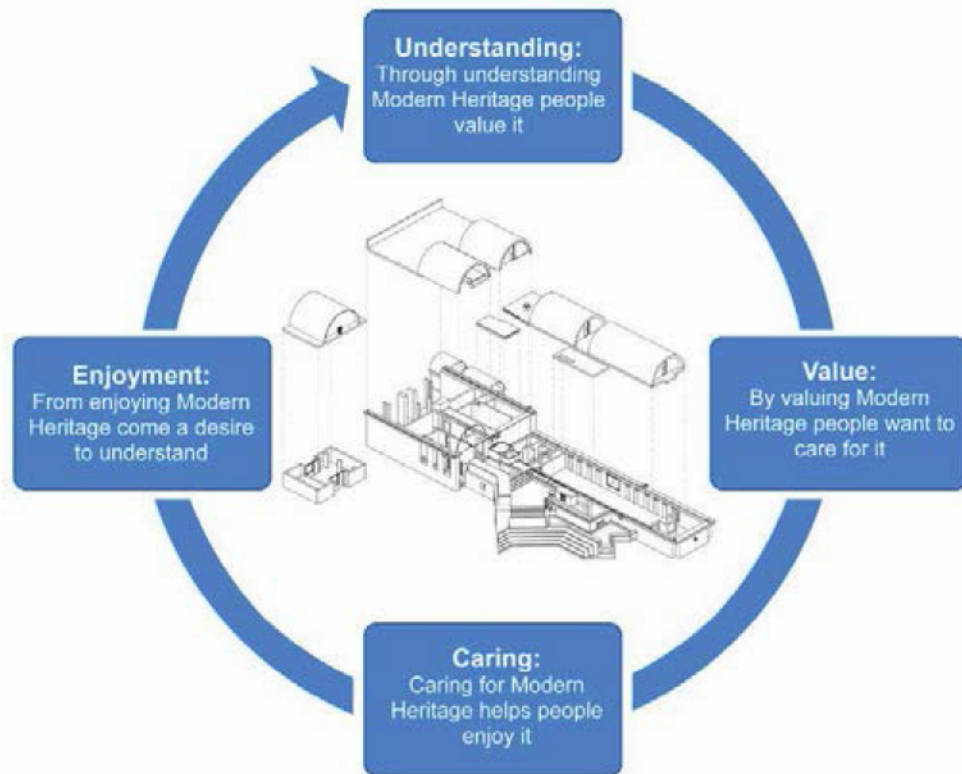 Understanding:
Through understanding
Modern Heritage people
value it
Enjoyment:
From enjoying Modern
Heritage come a desire
to understand
Value:
By valuing Modern
Heritage people want to
care for it
Caring:
Caring for Modern
Heritage helps people
enjoy it